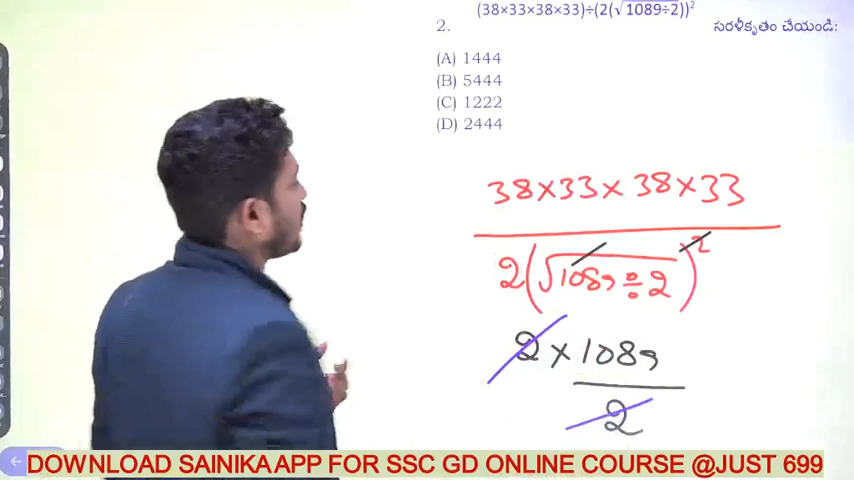 (38×33×38×33)÷(2(√1089÷2))²
2. సరళీకృతం చేయండి:
(A) 1444
(B) 5444
(C) 1222
(D) 2444
38×33×38×33
2(√1089÷2)²
2×1089
2
DOWNLOAD SAINIKA APP FOR SSC GD ONLINE COURSE @JUST 699